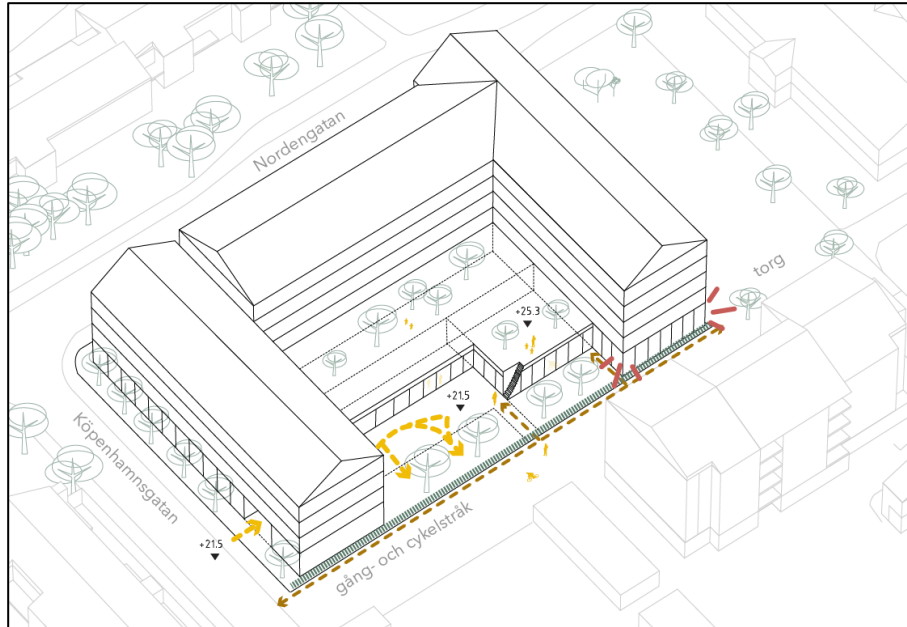 Nordengatan
torg
+25.3
+21.5
Köpenhamnsgatan
+21.5
gång- och cykelstråk